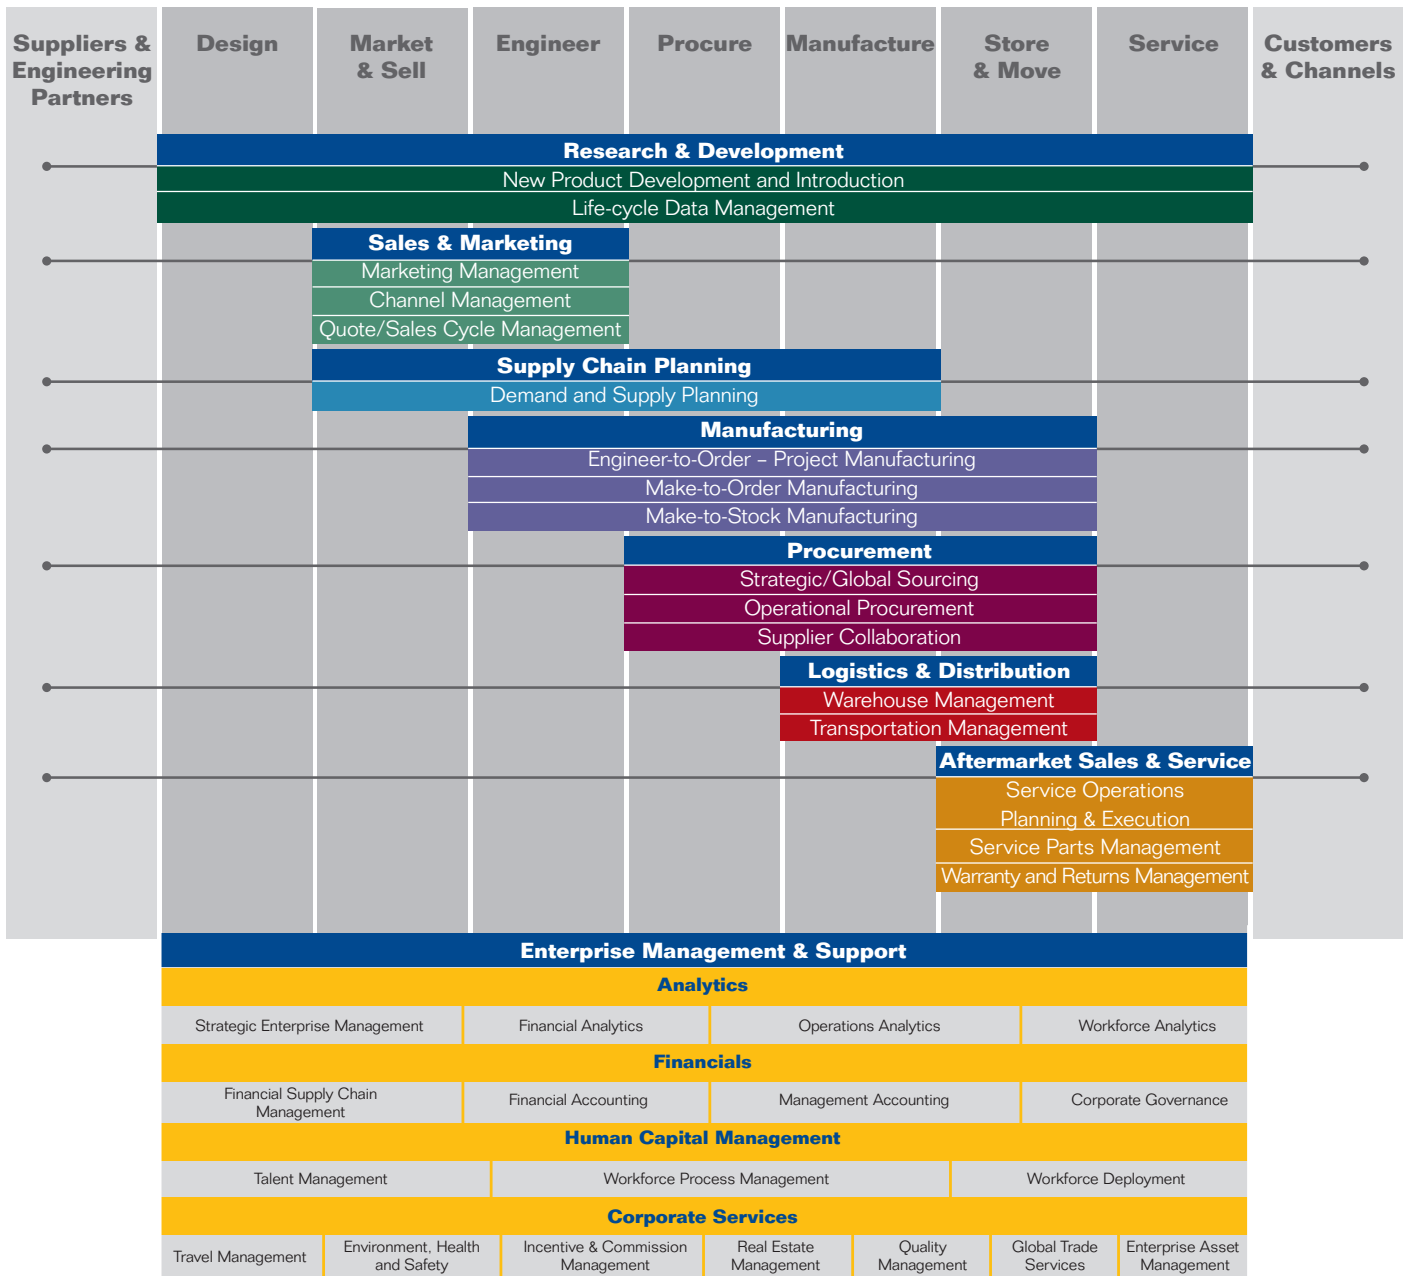 Suppliers &
Engineering
Partners
Design
Market
& Sell
Engineer
Procure
Manufacture
Store
& Move
Service
Customers
& Channels
Research & Development
New Product Development and Introduction
Life-cycle Data Management
Sales & Marketing
Marketing Management
Channel Management
Quote/Sales Cycle Management
Supply Chain Planning
Demand and Supply Planning
Manufacturing
Engineer-to-Order – Project Manufacturing
Make-to-Order Manufacturing
Make-to-Stock Manufacturing
Procurement
Strategic/Global Sourcing
Operational Procurement
Supplier Collaboration
Logistics & Distribution
Warehouse Management
Transportation Management
Aftermarket Sales & Service
Service Operations
Planning & Execution
Service Parts Management
Warranty and Returns Management
Enterprise Management & Support
Analytics
Strategic Enterprise Management
Financial Analytics
Operations Analytics
Workforce Analytics
Financials
Financial Supply Chain
Management
Financial Accounting
Management Accounting
Corporate Governance
Human Capital Management
Talent Management
Workforce Process Management
Workforce Deployment
Corporate Services
Travel Management
Environment, Health
and Safety
Incentive & Commission
Management
Real Estate
Management
Quality
Management
Global Trade
Services
Enterprise Asset
Management